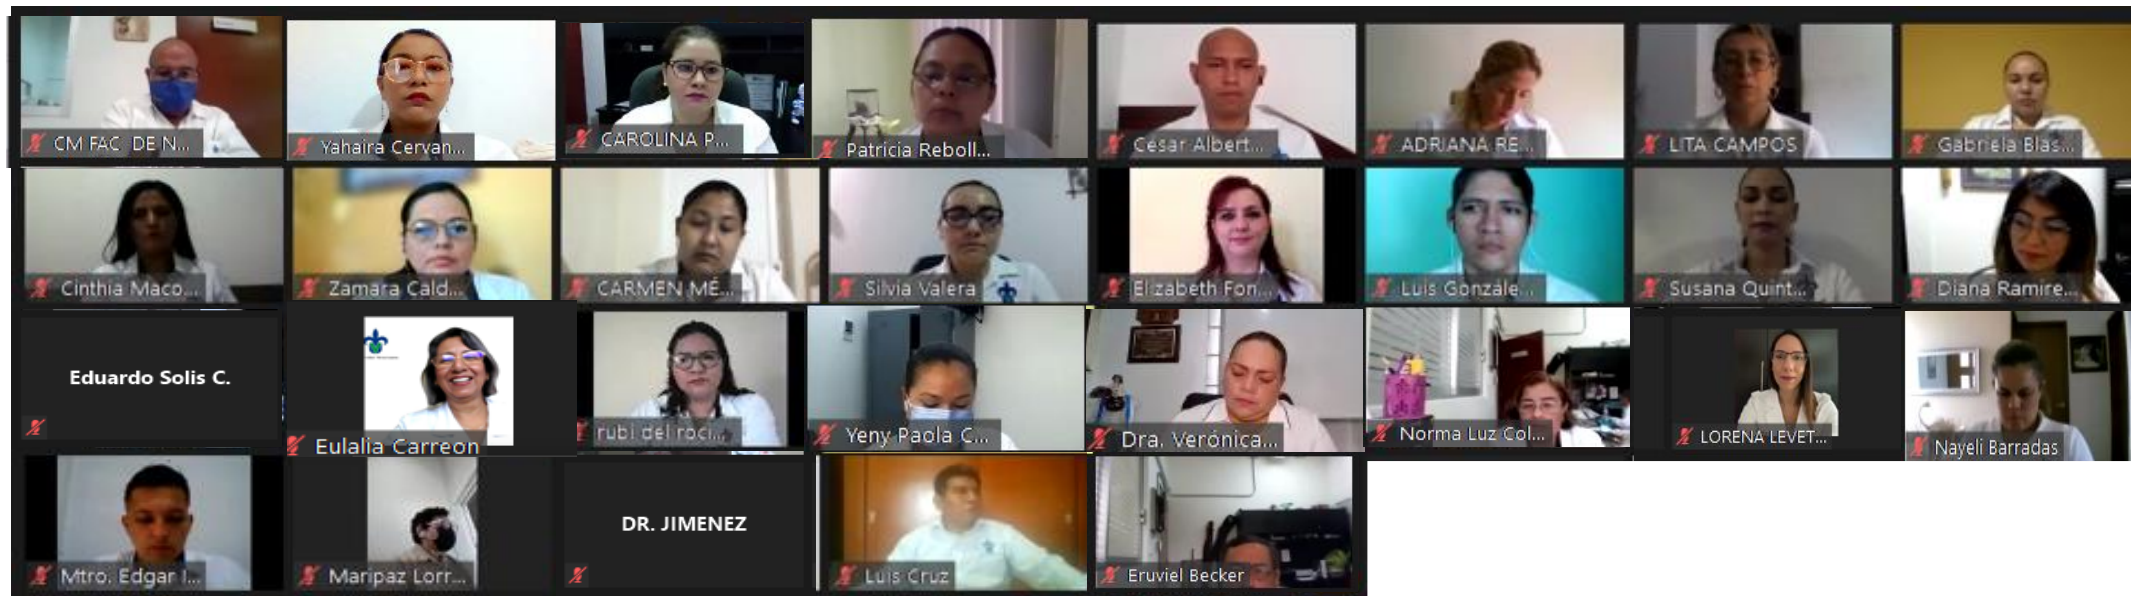 CM FAC DE N...
Yahaira Cervan...
CAROLINA P...
Patricia Reboll...
Cesar Albert...
ADRIANA RE...
LITA CAMPOS
Gabriela Blas...
Cinthia Maco...
Zamara Cald...
CARMEN MÉ...
Silvia Valera
Elizabeth Fon...
Luis Gonzále...
Susana Quint...
Diana Ramire...
Eduardo Solis C.
Eulalia Carreon
rubi del roci...
Yeny Paola C...
Dra. Verónica...
Norma Luz Col...
LORENA LEVET...
Nayeli Barradas
Mtro. Edgar I...
Maripaz Lorr...
DR. JIMENEZ
Luis Cruz
Eruviel Becker